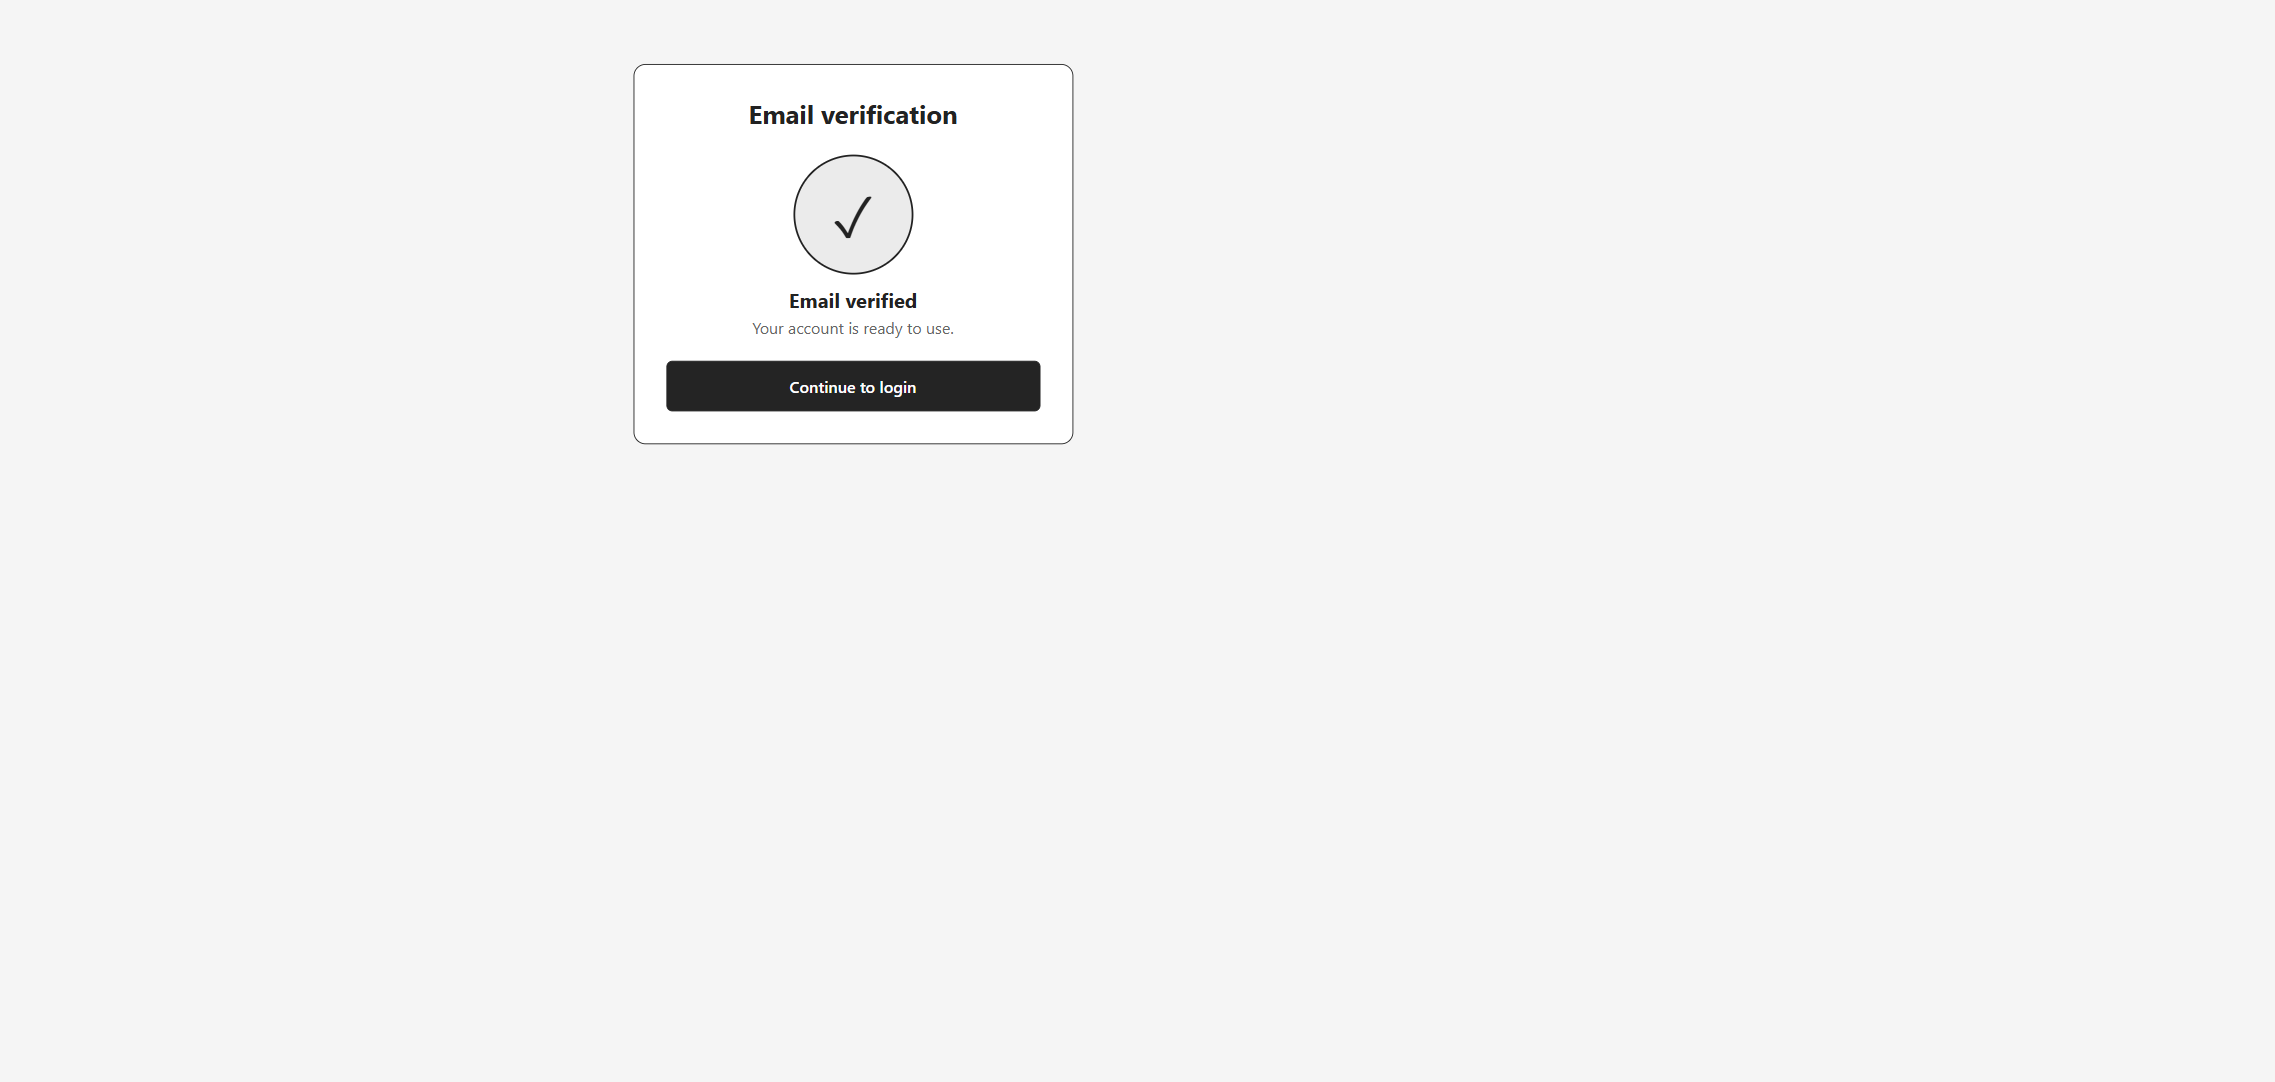 Email verification
✓
Email verified
Your account is ready to use.
Continue to login